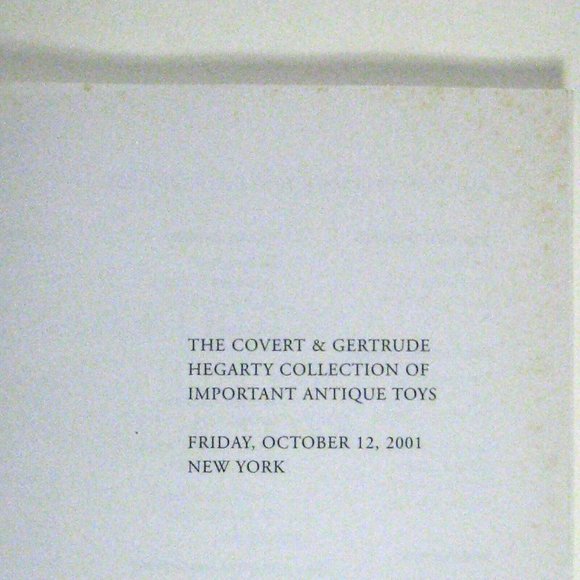 THE COVERT & GERTRUDE
HEGARTY COLLECTION OF
IMPORTANT ANTIQUE TOYS
FRIDAY, OCTOBER 12, 2001
NEW YORK